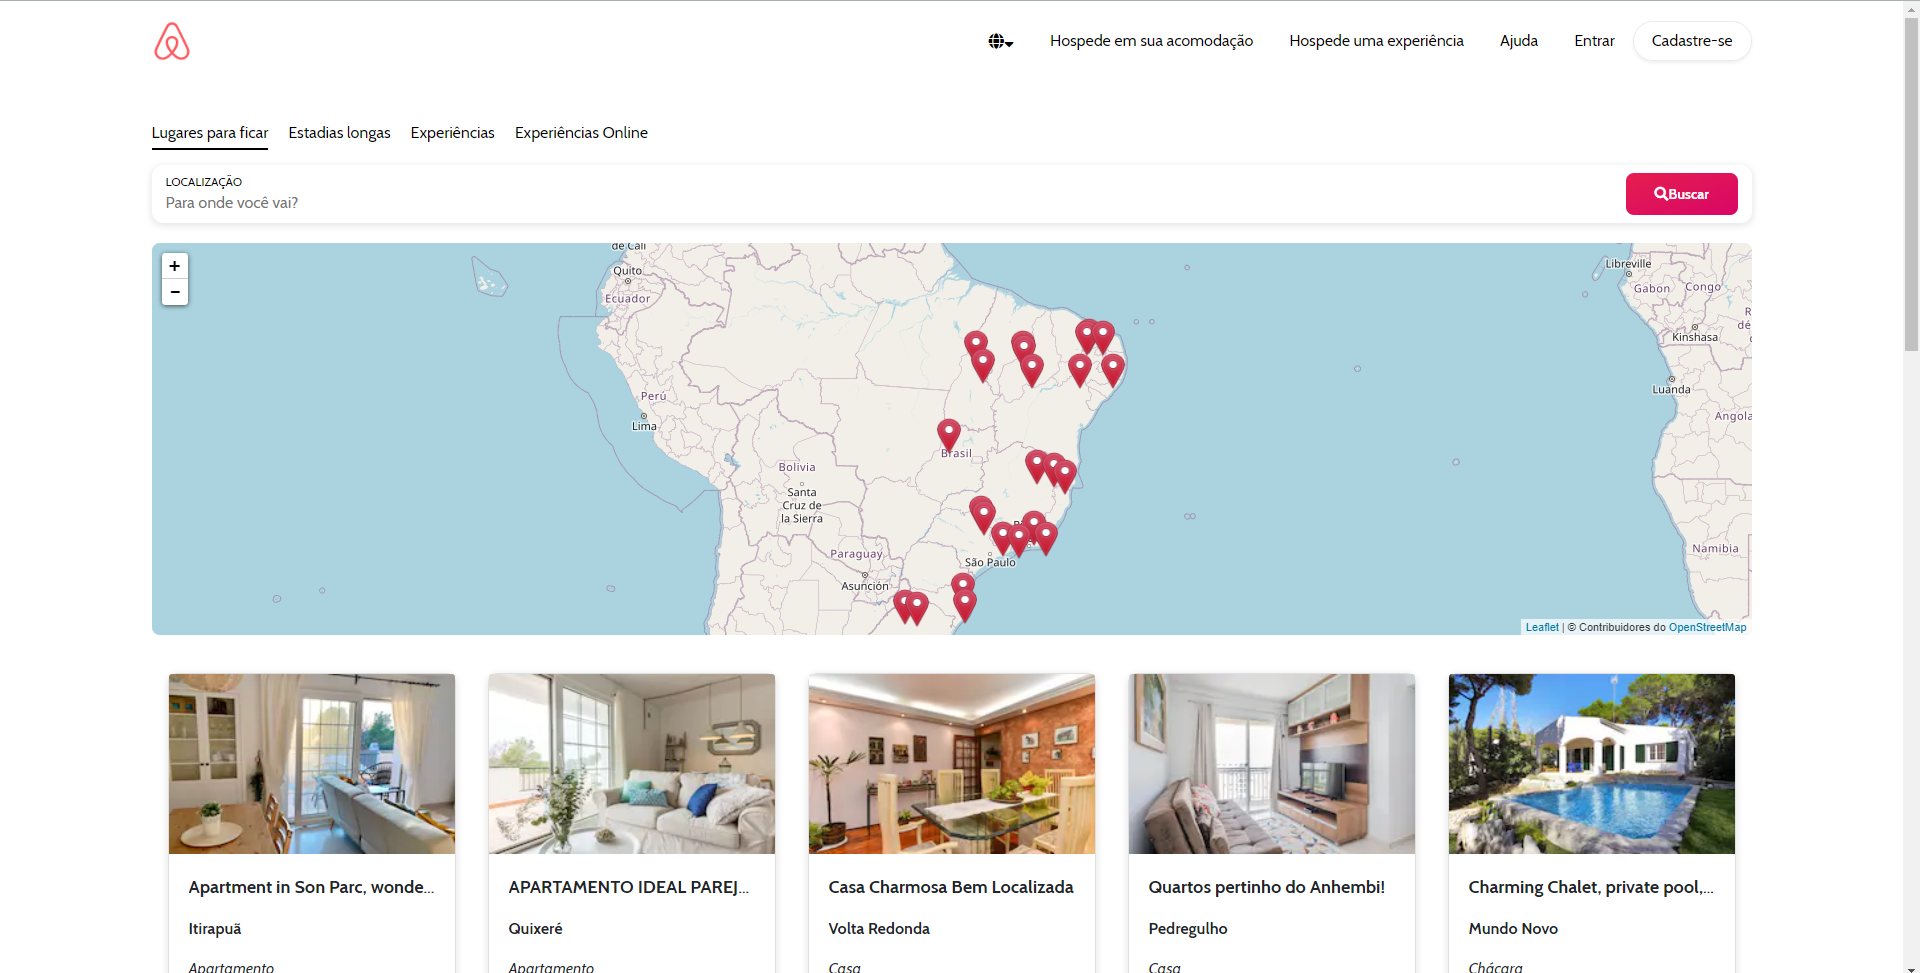 Hospede em sua acomodação
Hospede uma experiência
Ajuda
Entrar
Cadastre-se
Lugares para ficar
Estadias longas
Experiências
Experiências Online
LOCALIZAÇÃO
Para onde você vai?
Buscar
+
−
de Cali
Quito
Ecuador
Perú
Lima
Bolivia
Santa
Cruz de
la Sierra
Paraguay
Asunción
Brasil
São Paulo
Libreville
Gabon
Congo
Kinshasa
Luanda
Angola
Namibia
Leaflet | © Contribuidores do OpenStreetMap
Apartment in Son Parc, wonde...
Itirapuã
Apartamento
APARTAMENTO IDEAL PAREJ...
Quixeré
Apartamento
Casa Charmosa Bem Localizada
Volta Redonda
Casa
Quartos pertinho do Anhembi!
Pedregulho
Casa
Charming Chalet, private pool,...
Mundo Novo
Chácara